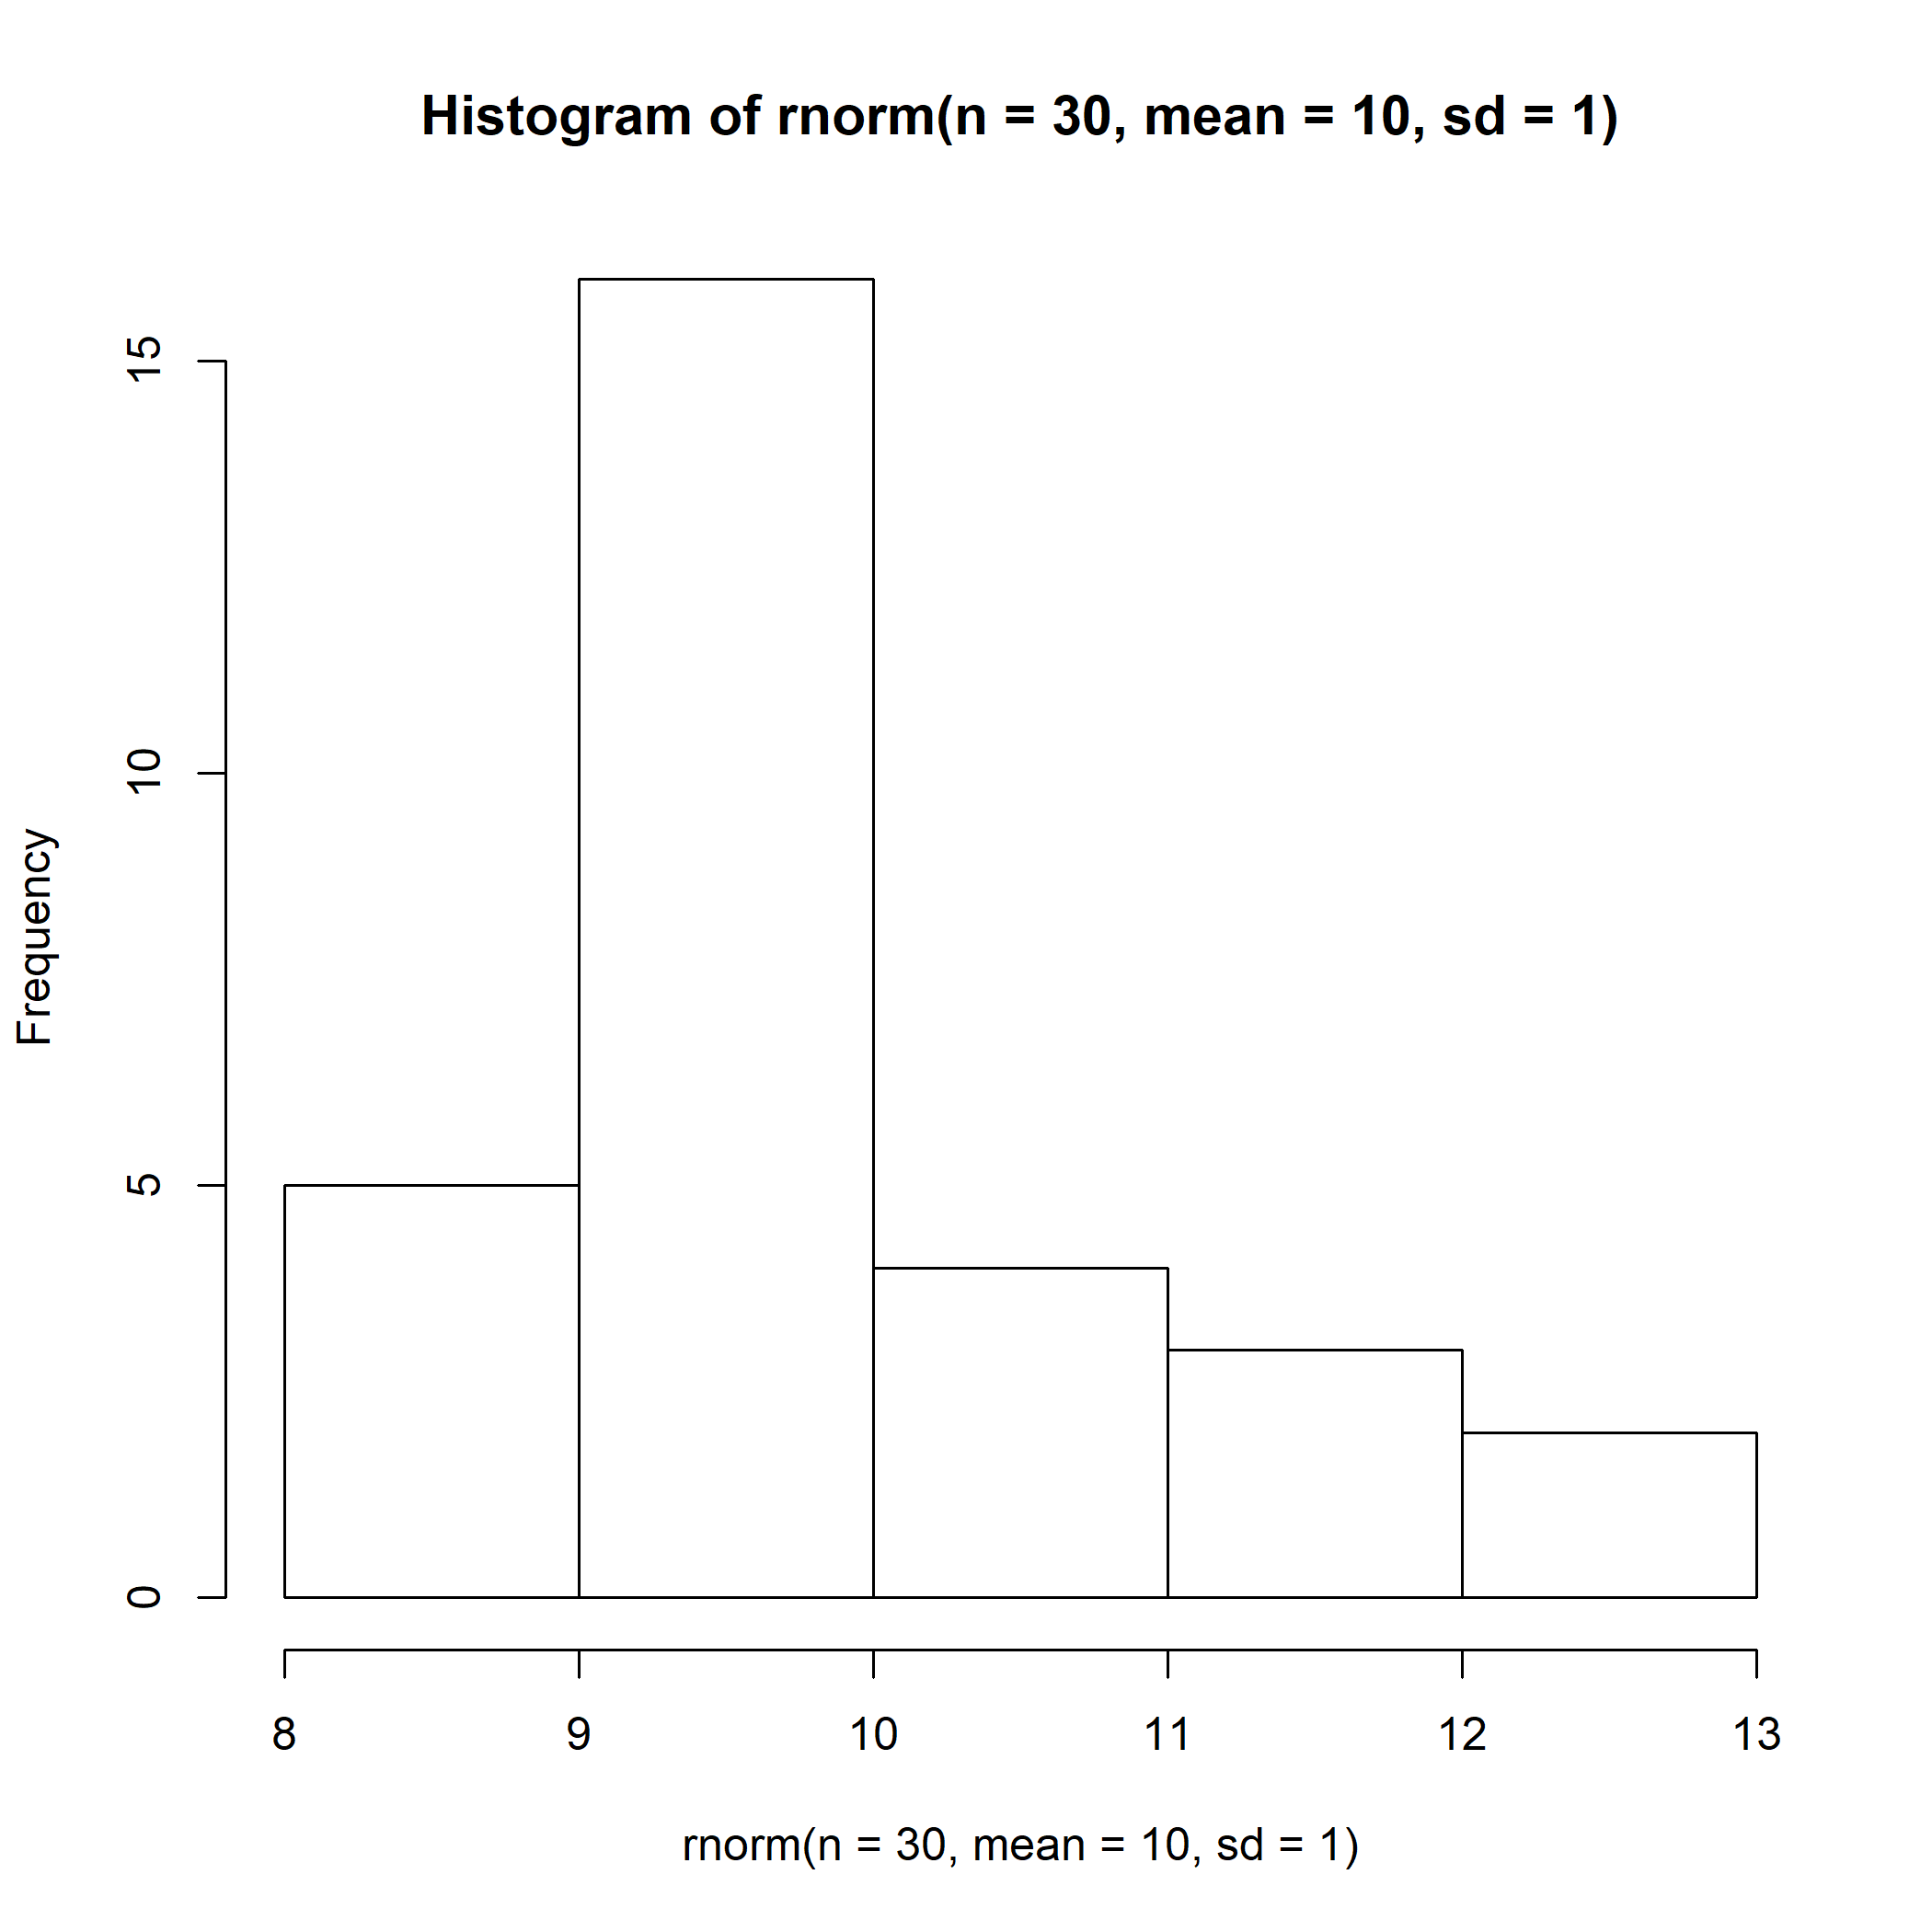 Histogram of rnorm(n = 30, mean = 10, sd = 1)
Frequency
15
10
5
0
8 9 10 11 12 13
rnorm(n = 30, mean = 10, sd = 1)